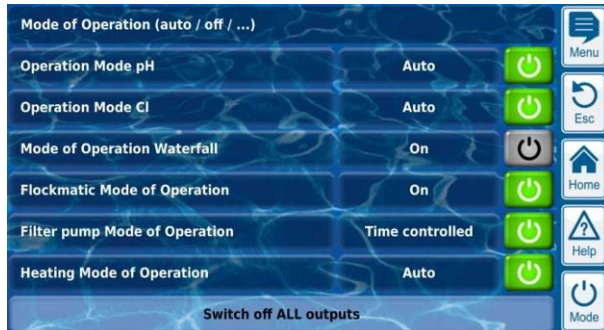 Mode of Operation (auto / off / ...)
Operation Mode pH Auto
Operation Mode Cl Auto
Mode of Operation Waterfall On
Flockmatic Mode of Operation On
Filter pump Mode of Operation Time controlled
Heating Mode of Operation Auto
Switch off ALL outputs
Menu
Esc
Home
?
Help
Mode